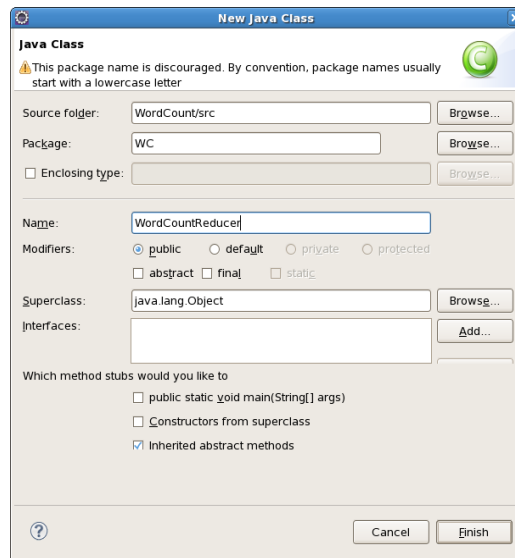 New Java Class
Java Class
This package name is discouraged. By convention, package names usually
start with a lowercase letter
C
Source folder: WordCount/src Browse...
Package: WC Browse...
Enclosing type: Browse...
Name: WordCountReducer
Modifiers: public default private protected
abstract final static
Superclass: java.lang.Object Browse...
Interfaces: Add...
Which method stubs would you like to
public static void main(String[] args)
Constructors from superclass
Inherited abstract methods
? Cancel Finish